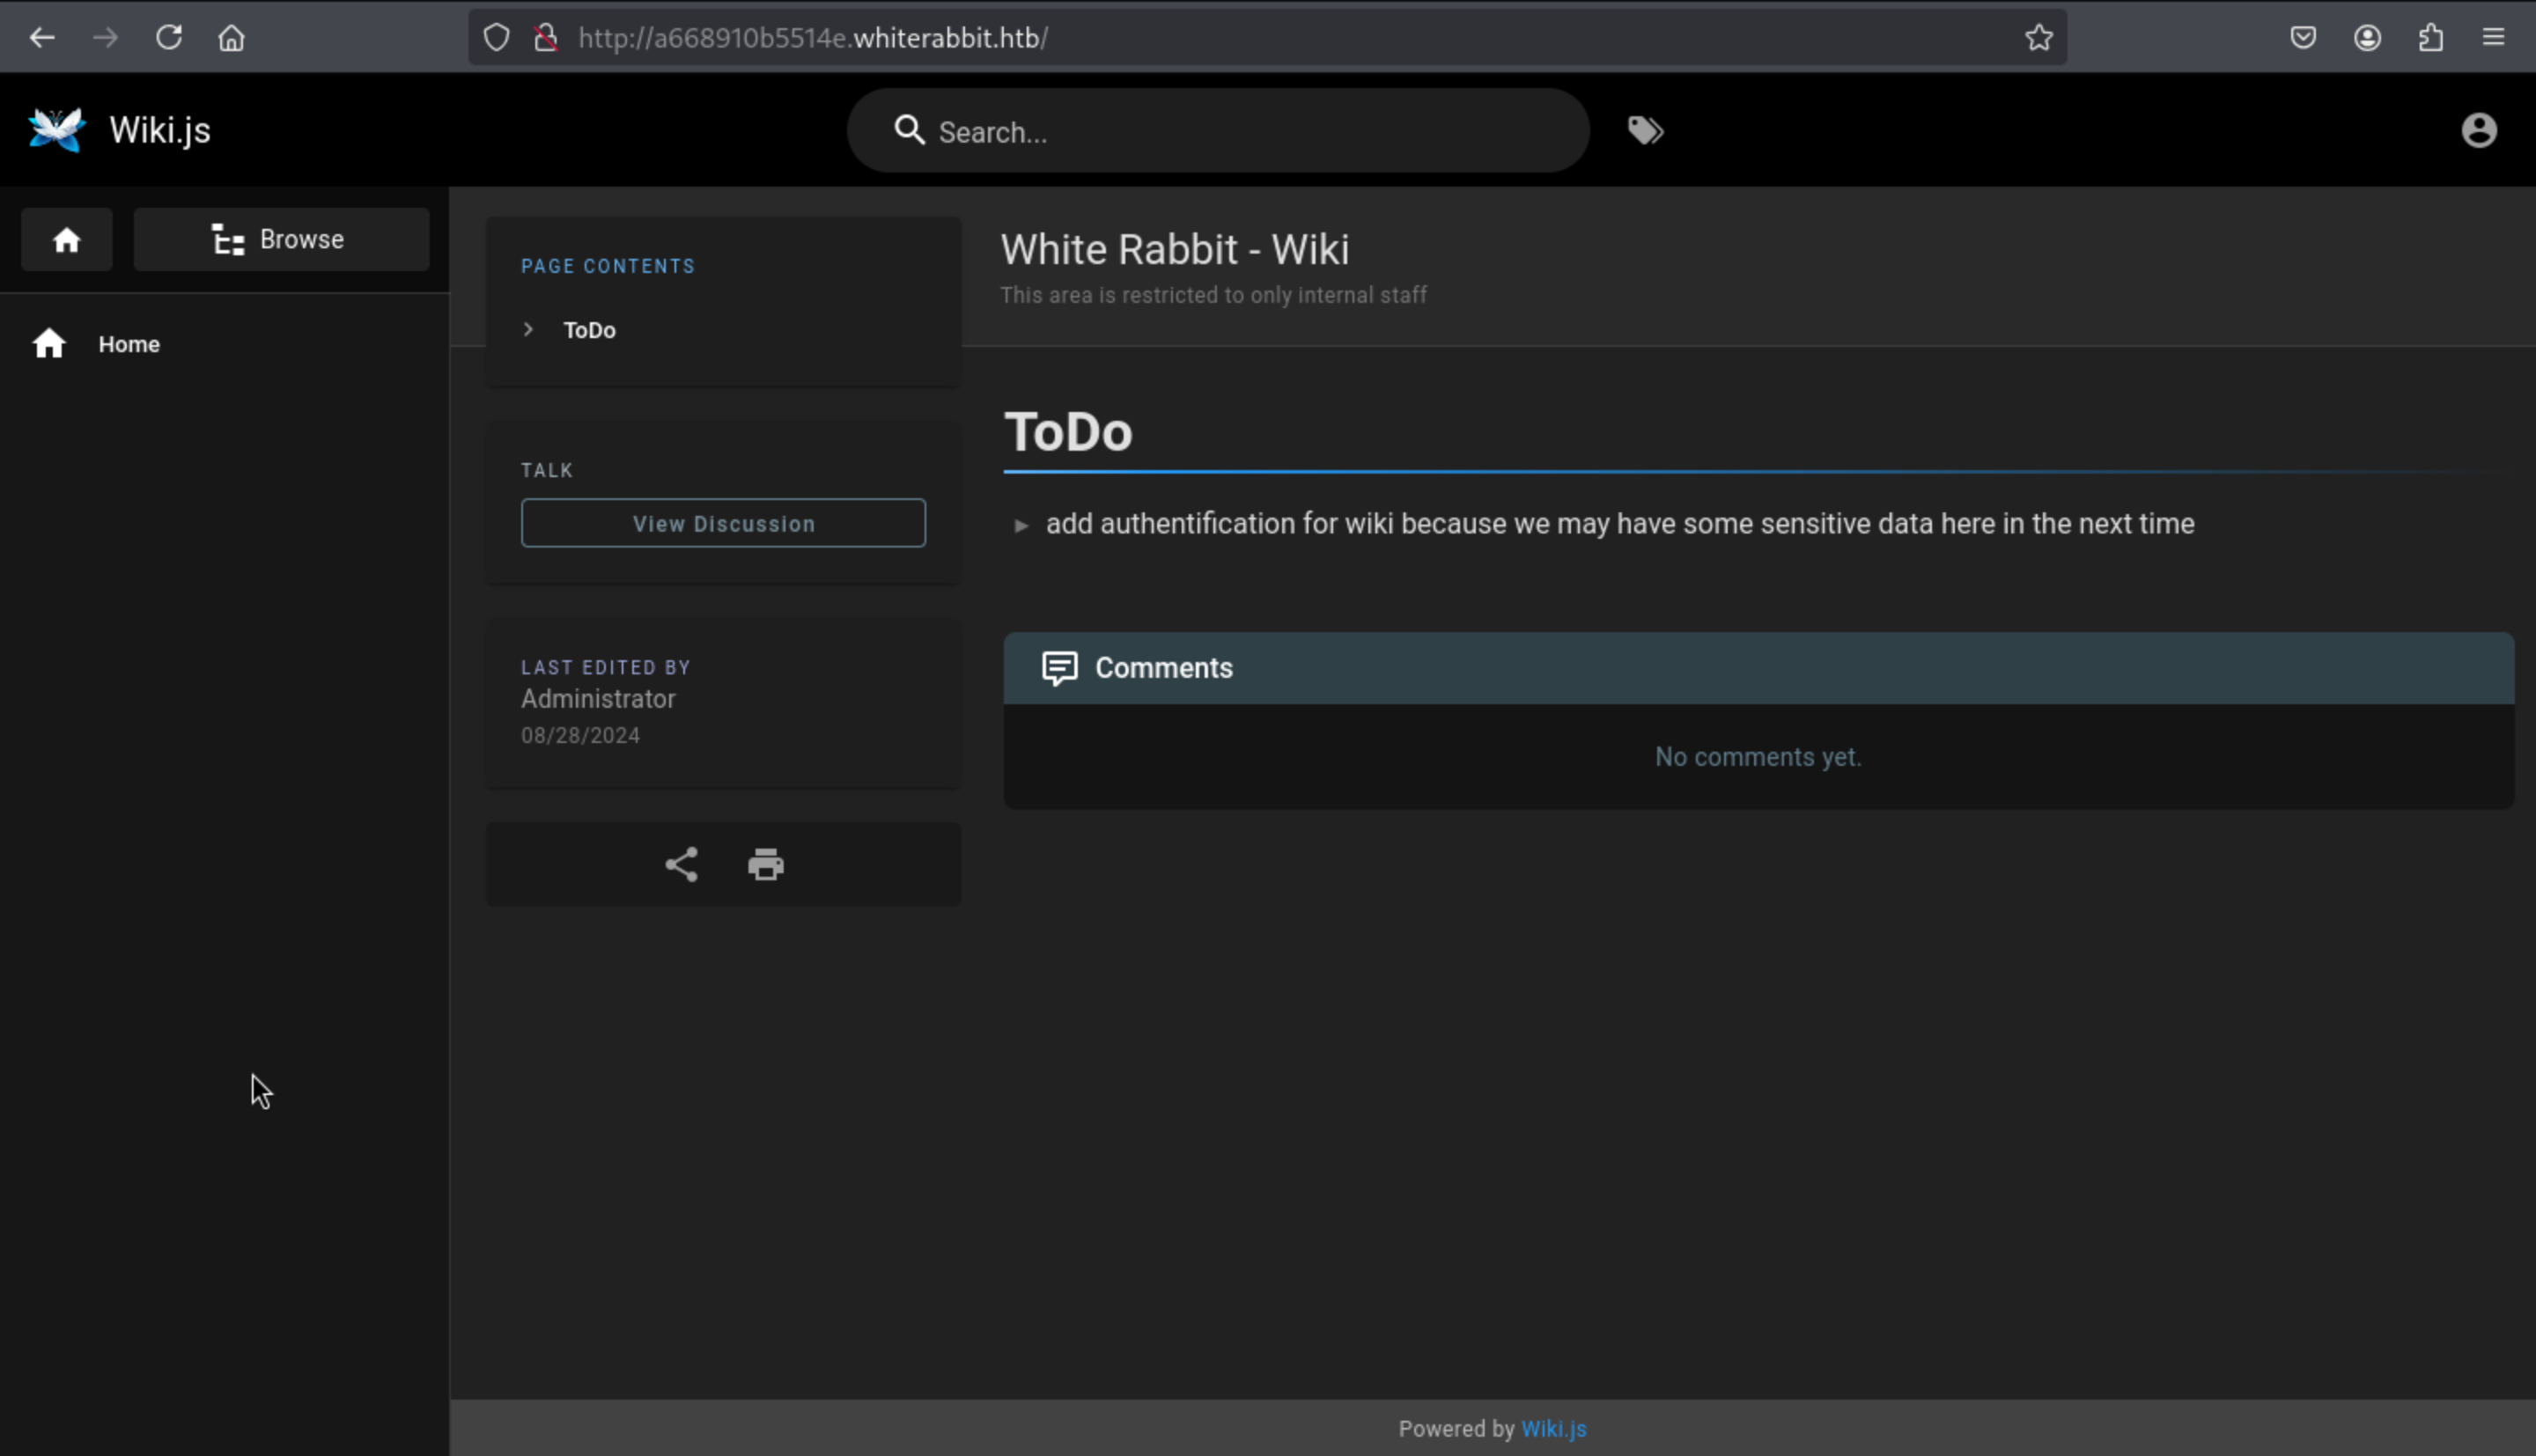 http://a668910b5514e.whiterabbit.htb/
Wiki.js
Search...
Browse
Home
PAGE CONTENTS
ToDo
TALK
View Discussion
LAST EDITED BY
Administrator
08/28/2024
White Rabbit - Wiki
This area is restricted to only internal staff
ToDo
add authentification for wiki because we may have some sensitive data here in the next time
Comments
No comments yet.
Powered by Wiki.js